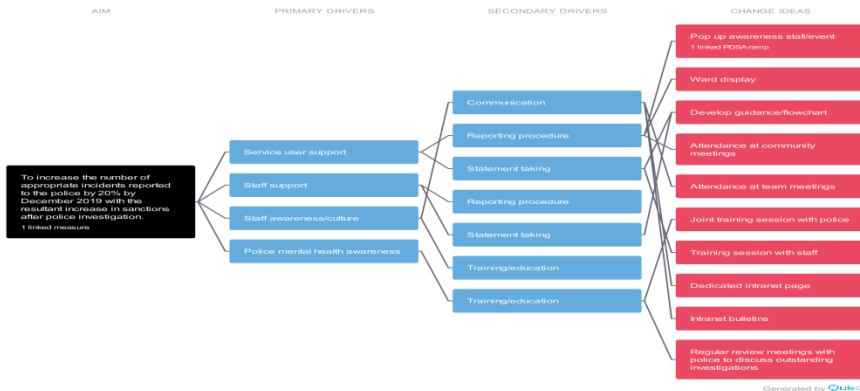 AIM
PRIMARY DRIVERS
SECONDARY DRIVERS
CHANGE IDEAS
To increase the number of
appropriate incidents reported
to the police by 20% by
December 2019 with the
resultant increase in sanctions
after police investigation.
1 linked measure
Service user support
Staff support
Staff awareness/culture
Police mental health awareness
Communication
Reporting procedure
Statement taking
Reporting procedure
Statement taking
Training/education
Training/education
Pop up awareness stall/event
1 linked PDSA ramp
Ward display
Develop guidance/flowchart
Attendance at community
meetings
Attendance at team meetings
Joint training session with police
Training session with staff
Dedicated intranet page
Intranet bulletins
Regular review meetings with
police to discuss outstanding
investigations
Generated by